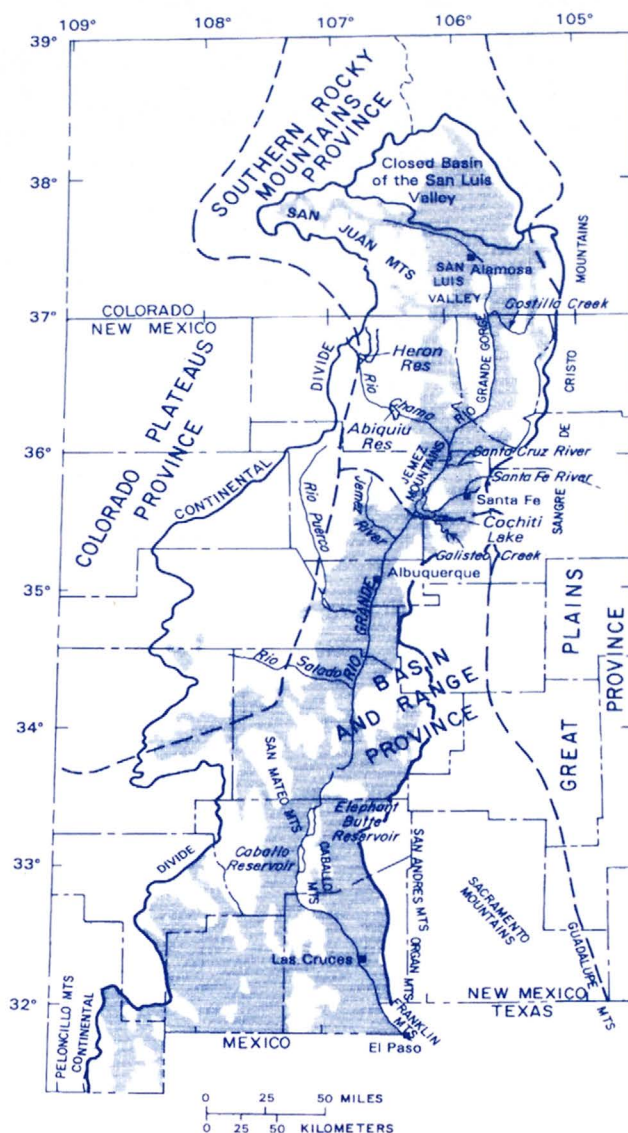 109° 108° 107° 106° 105°
39°
SOUTHERN ROCKY
MOUNTAINS
PROVINCE
Closed Basin
of the San Luis
Valley
38°
SAN JUAN MTS
SAN
LUIS
VALLEY
Alamosa
MOUNTAINS
Costilla Creek
COLORADO
NEW MEXICO
37°
DIVIDE
Heron
Res
GRANDE GORGE
RIO
CRISTO
Rio Chama
Abiquiu
Res
COLORADO PLATEAUS
PROVINCE
36°
JEMEZ
MOUNTAINS
Santa Cruz River
DE
Santa Fe River
CONTINENTAL
Rio Puerco
Jemez River
Santa Fe
SANGRE
Cochiti
Lake
Galisteo Creek
35°
Albuquerque
RIO GRANDE
Rio Salado
BASIN
AND RANGE
PROVINCE
GREAT PLAINS
PROVINCE
34°
SAN MATEO MTS
Elephant
Butte
Reservoir
Caballo
Reservoir
CABALLO
MTS
33°
DIVIDE
SAN ANDRES MTS
ORGAN MTS
SACRAMENTO
MOUNTAINS
GUADALUPE MTS
Las Cruces
32°
NEW MEXICO
TEXAS
FRANKLIN
MTS
PELONCILLO MTS
CONTINENTAL
MEXICO
El Paso
0 25 50 MILES
0 25 50 KILOMETERS